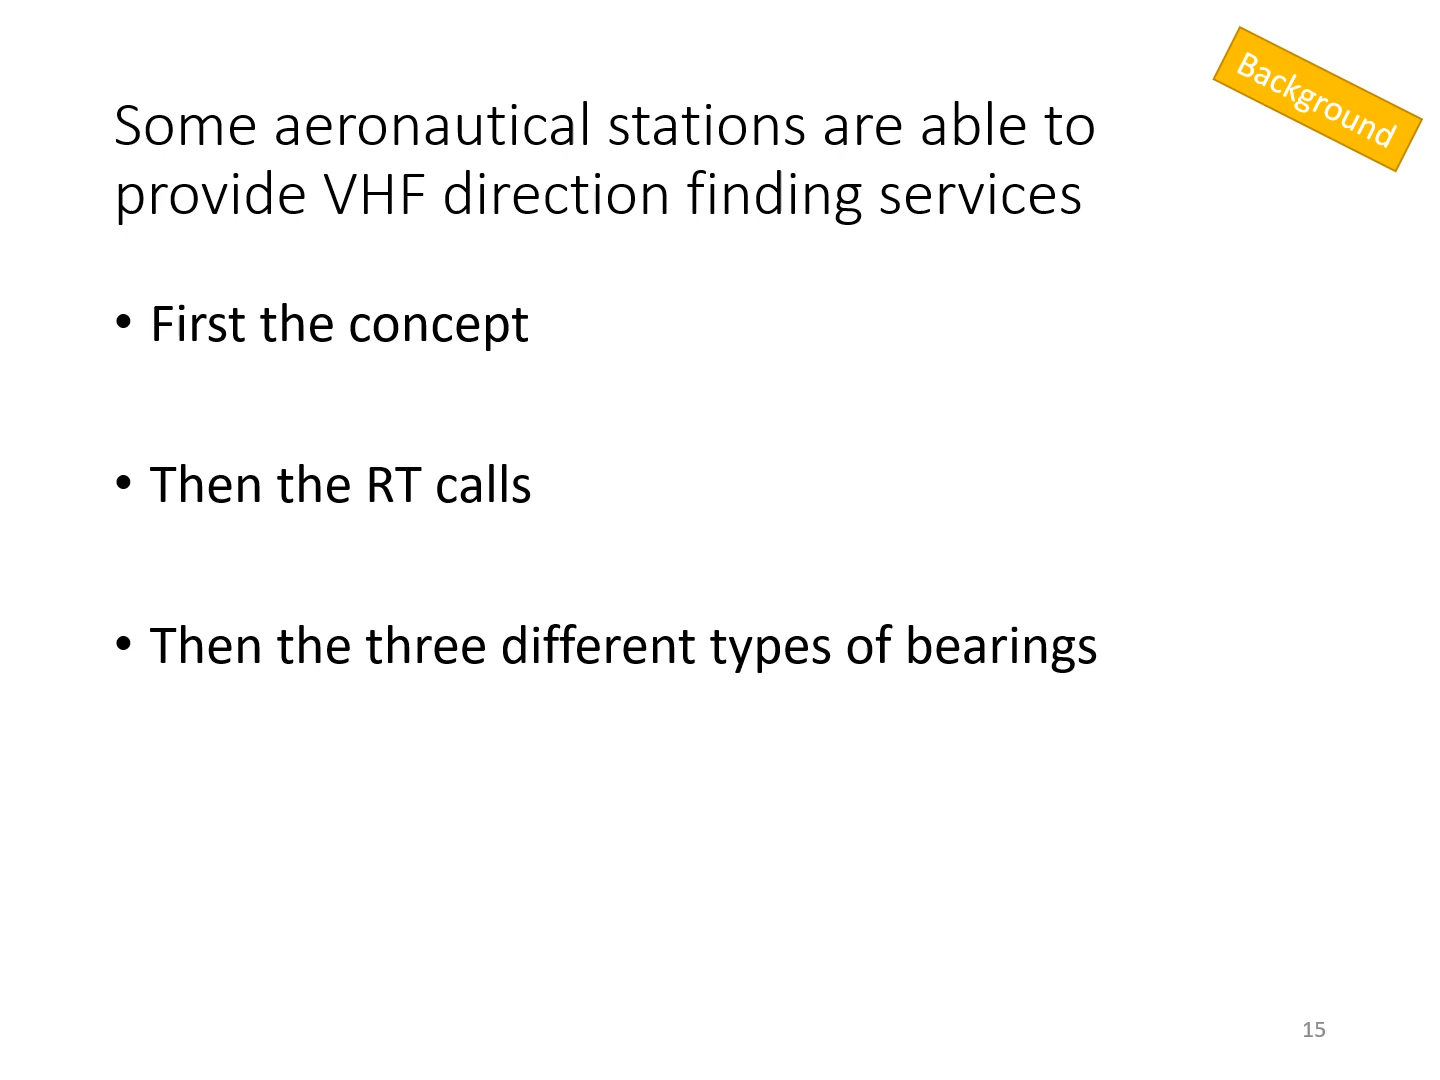 Background
Some aeronautical stations are able to
provide VHF direction finding services
• First the concept
• Then the RT calls
• Then the three different types of bearings
15